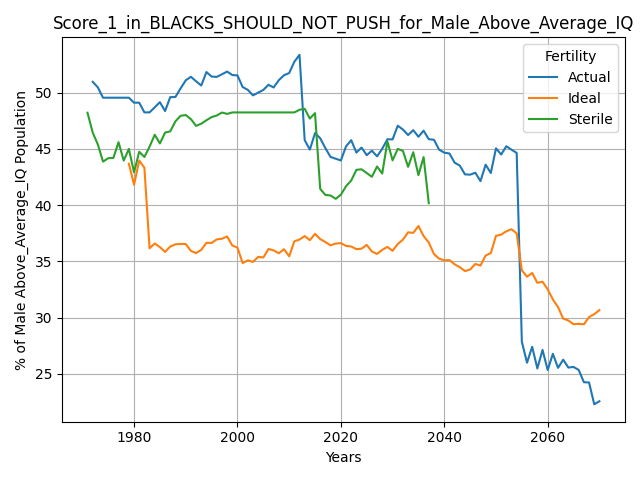 Score_1_in_BLACKS_SHOULD_NOT_PUSH_for_Male_Above_Average_IQ
Fertility
Actual
Ideal
Sterile
% of Male Above_Average_IQ Population
50
45
40
35
30
25
1980
2000
2020
2040
2060
Years